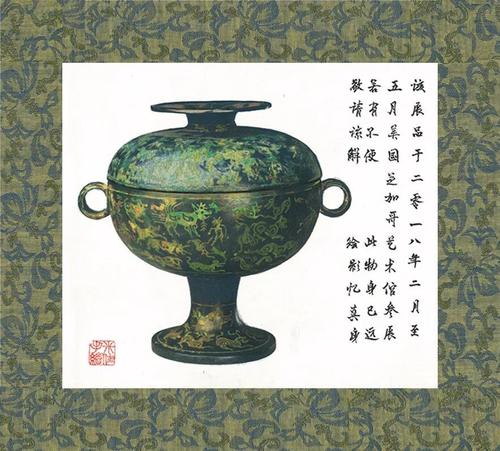 该展品于二零一八年二月至
五月美国芝加哥艺术馆参展
若有不便 此物身已远
敬请谅解 绘影忆真身